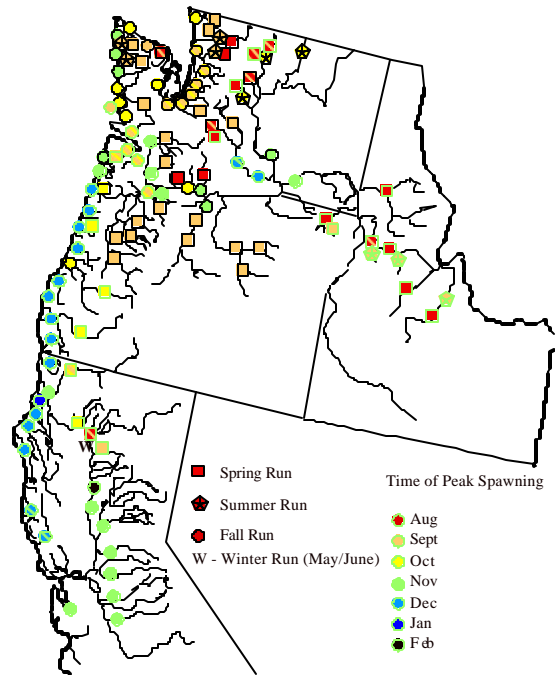 W
Spring Run
Summer Run
Fall Run
W - Winter Run (May/June)
Time of Peak Spawning
Aug
Sept
Oct
Nov
Dec
Jan
Feb